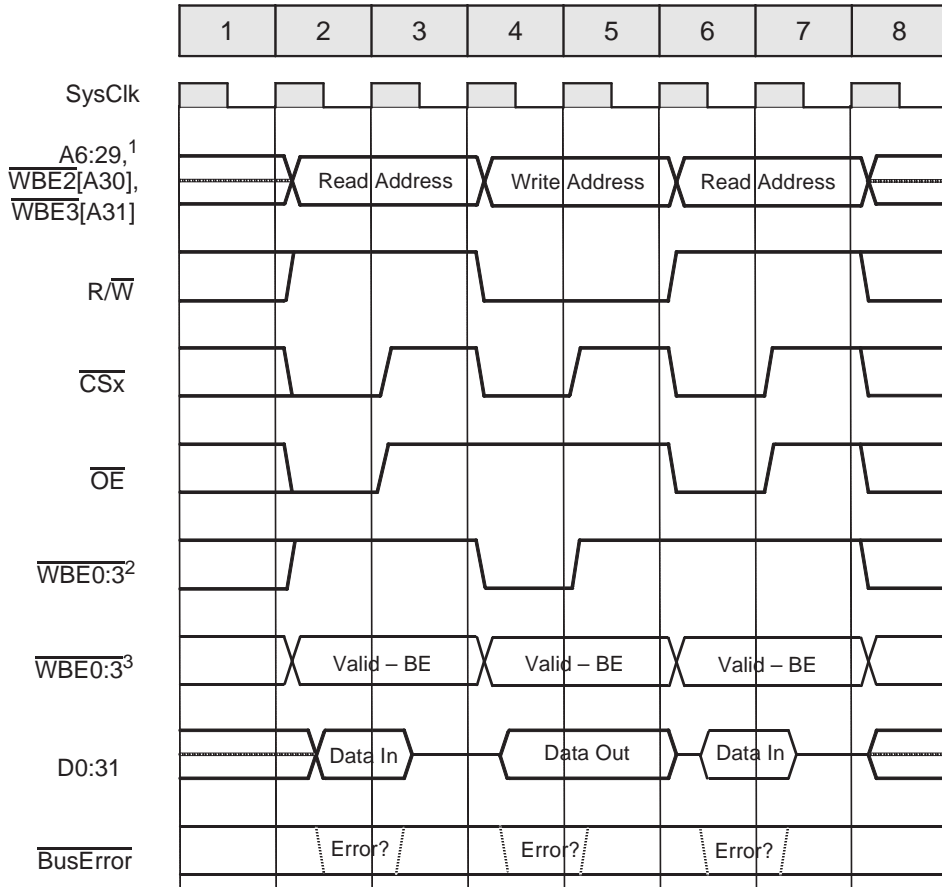 1 2 3 4 5 6 7 8
SysClk
A6:29,1
WBE2[A30],
WBE3[A31]
Read Address Write Address Read Address
R/W
CSx
OE
WBE0:32
WBE0:33
Valid – BE Valid – BE Valid – BE
D0:31
Data In Data Out Data In
BusError
Error? Error? Error?